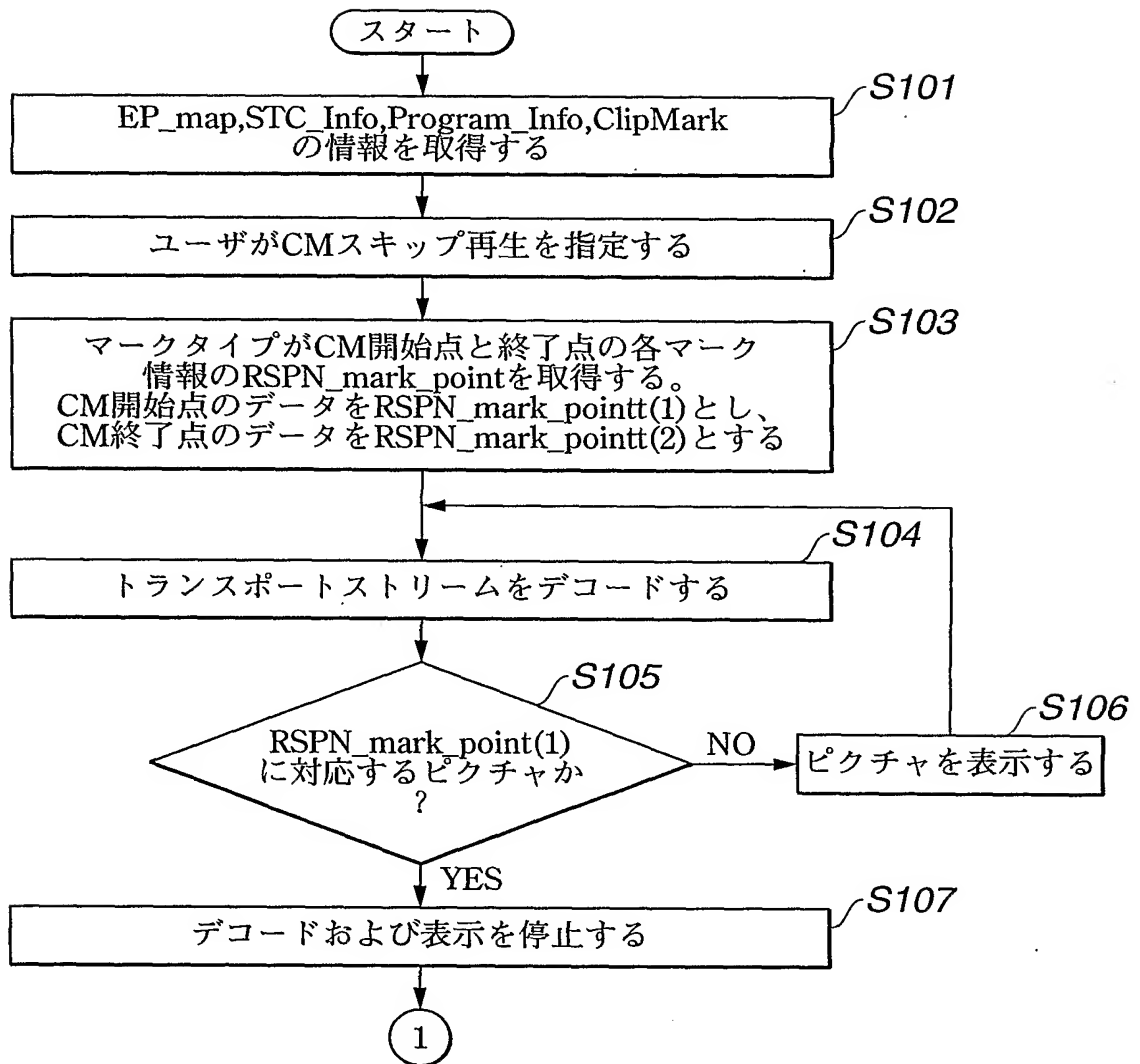 スタート
S101
EP_map,STC_Info,Program_Info,ClipMark
の情報を取得する
S102
ユーザがCMスキップ再生を指定する
S103
マークタイプがCM開始点と終了点の各マーク
情報のRSPN_mark_pointを取得する。
CM開始点のデータをRSPN_mark_pointt(1)とし、
CM終了点のデータをRSPN_mark_pointt(2)とする
S104
トランスポートストリームをデコードする
S105
RSPN_mark_point(1)
に対応するピクチャか
?
NO
S106
ピクチャを表示する
YES
S107
デコードおよび表示を停止する
1